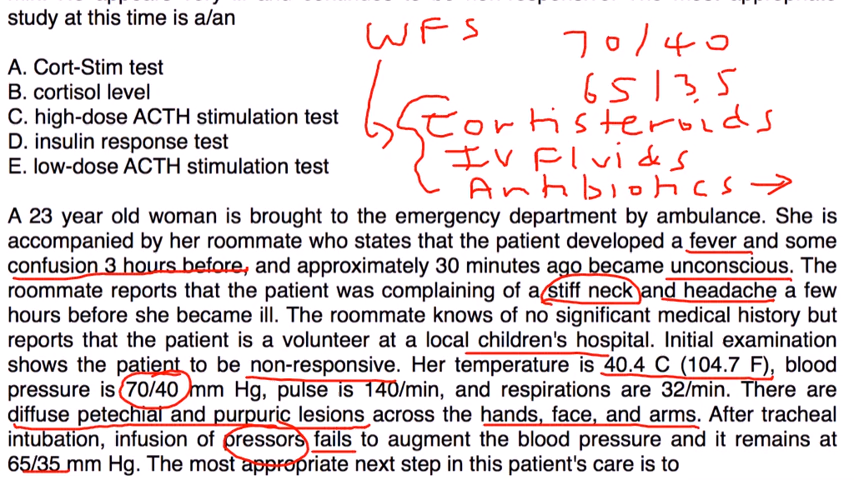 study at this time is a/an
WFS 70/40
65/35
A. Cort-Stim test
B. cortisol level
C. high-dose ACTH stimulation test
D. insulin response test
E. low-dose ACTH stimulation test
Cortisteroids
IV Fluids
Antibiotics →
A 23 year old woman is brought to the emergency department by ambulance. She is
accompanied by her roommate who states that the patient developed a fever and some
confusion 3 hours before, and approximately 30 minutes ago became unconscious. The
roommate reports that the patient was complaining of a stiff neck and headache a few
hours before she became ill. The roommate knows of no significant medical history but
reports that the patient is a volunteer at a local children's hospital. Initial examination
shows the patient to be non-responsive. Her temperature is 40.4 C (104.7 F), blood
pressure is 70/40 mm Hg, pulse is 140/min, and respirations are 32/min. There are
diffuse petechial and purpuric lesions across the hands, face, and arms. After tracheal
intubation, infusion of pressors fails to augment the blood pressure and it remains at
65/35 mm Hg. The most appropriate next step in this patient's care is to